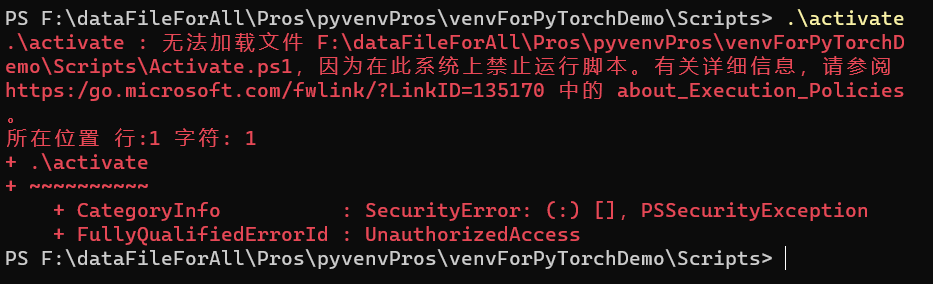 PS F:\dataFileForAll\Pros\pyvenvPros\venvForPyTorchDemo\Scripts> .\activate
.\activate : 无法加载文件 F:\dataFileForAll\Pros\pyvenvPros\venvForPyTorchD
emo\Scripts\Activate.ps1，因为在此系统上禁止运行脚本。有关详细信息，请参阅
https:/go.microsoft.com/fwlink/?LinkID=135170 中的 about_Execution_Policies
。
所在位置 行:1 字符: 1
+ .\activate
+ ~~~~~~~~~~
    + CategoryInfo          : SecurityError: (:) []，PSSecurityException
    + FullyQualifiedErrorId : UnauthorizedAccess
PS F:\dataFileForAll\Pros\pyvenvPros\venvForPyTorchDemo\Scripts>